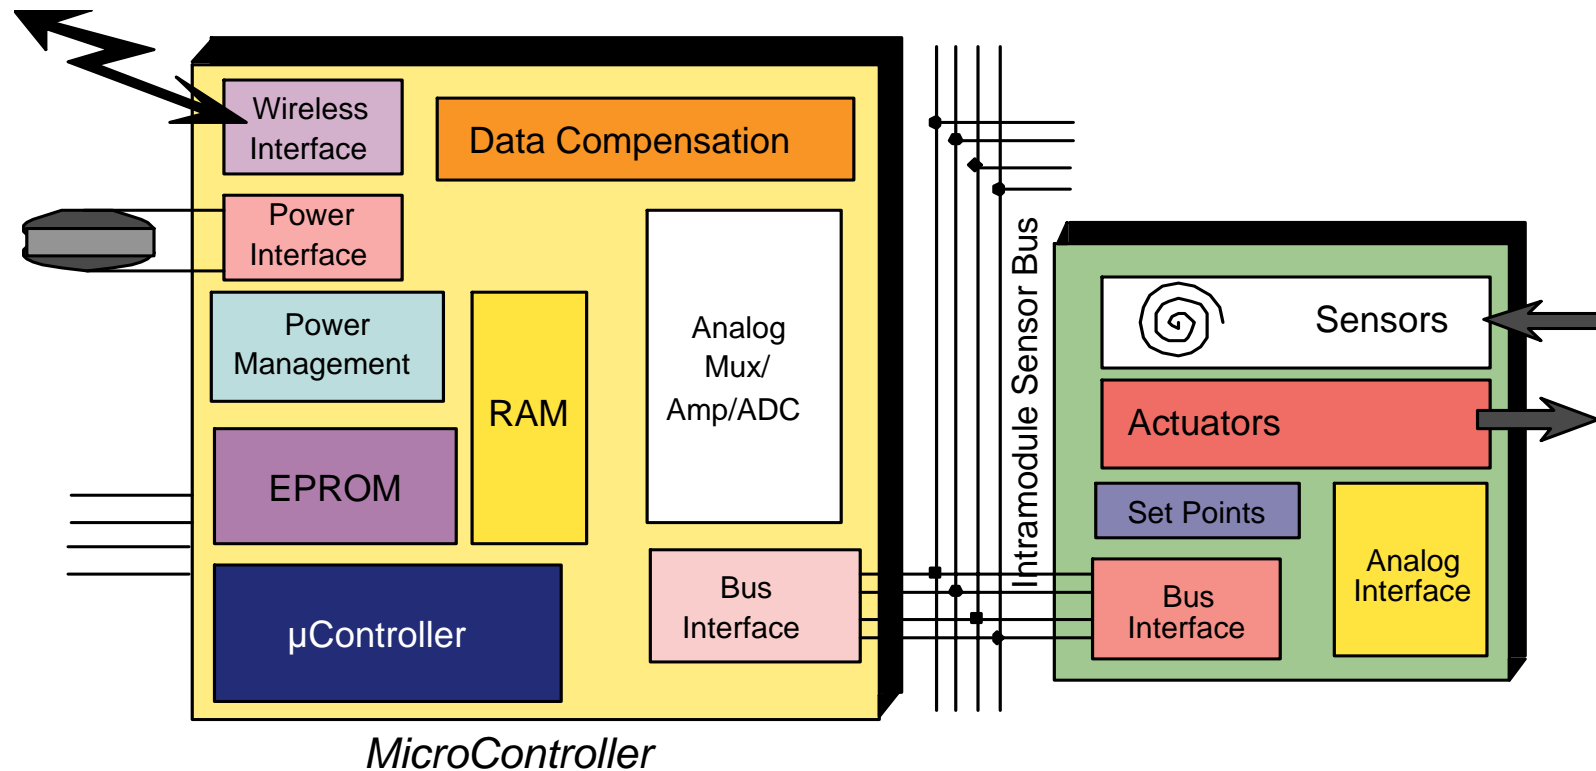 Wireless
Interface
Data Compensation
Power
Interface
Power
Management
RAM
Analog
Mux/
Amp/ADC
EPROM
µController
Bus
Interface
MicroController
Intramodule Sensor Bus
Sensors
Actuators
Set Points
Analog
Interface
Bus
Interface